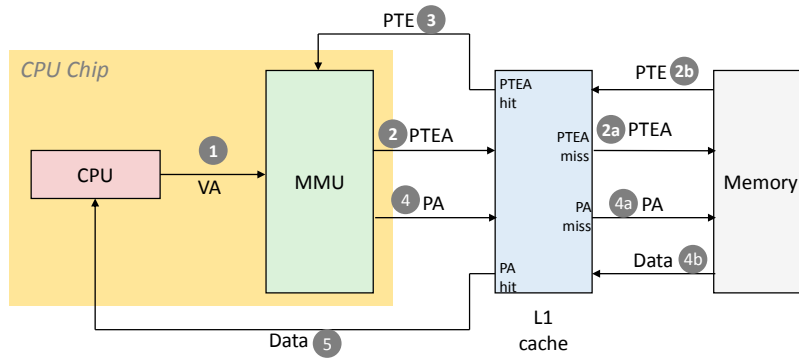 PTE 3
CPU Chip
PTE 2b
PTEA
hit
1
2 PTEA
PTEA
miss
2a PTEA
CPU
VA
MMU
Memory
4 PA
PA
miss
4a PA
PA
hit
Data 4b
Data 5
L1
cache